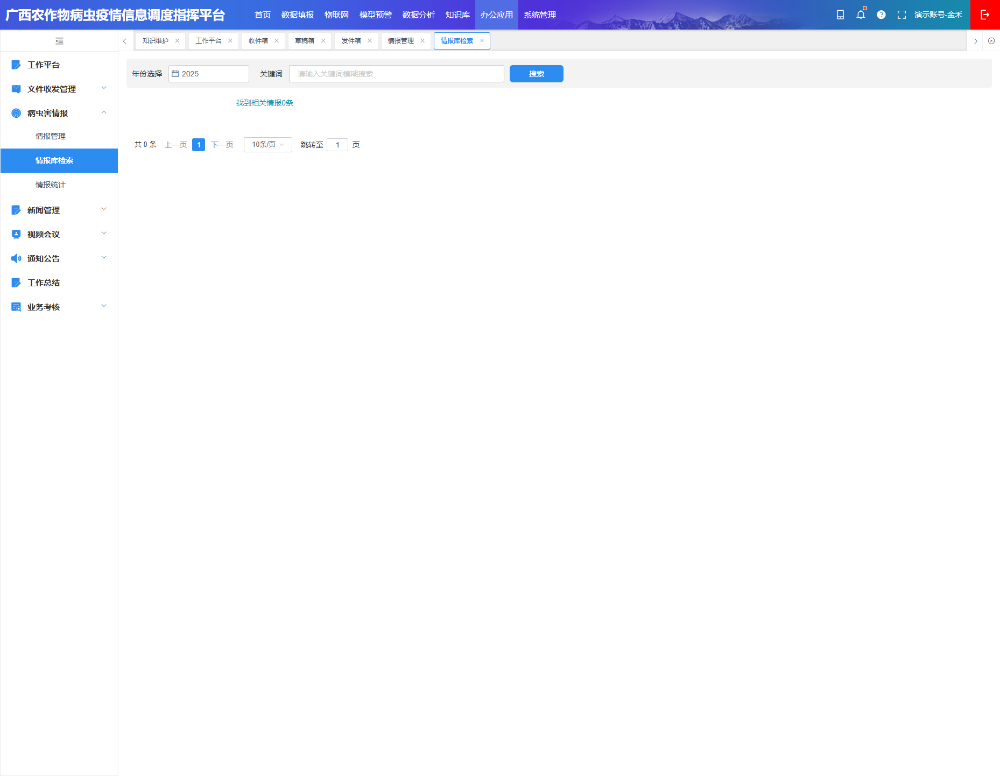 广西农作物病虫疫情信息调度指挥平台 首页 数据填报 物联网 模型预警 数据分析 知识库 办公应用 系统管理 演示账号-金禾
知识维护 工作平台 收件箱 草稿箱 发件箱 情报管理 情报库检索
工作平台
文件收发管理
病虫害情报
情报管理
情报库检索
情报统计
新闻管理
视频会议
通知公告
工作总结
业务考核
年份选择 2025 关键词 请输入关键词模糊搜索 搜索
找到相关情报0条
共 0 条 上一页 1 下一页 10条/页 跳转至 1 页